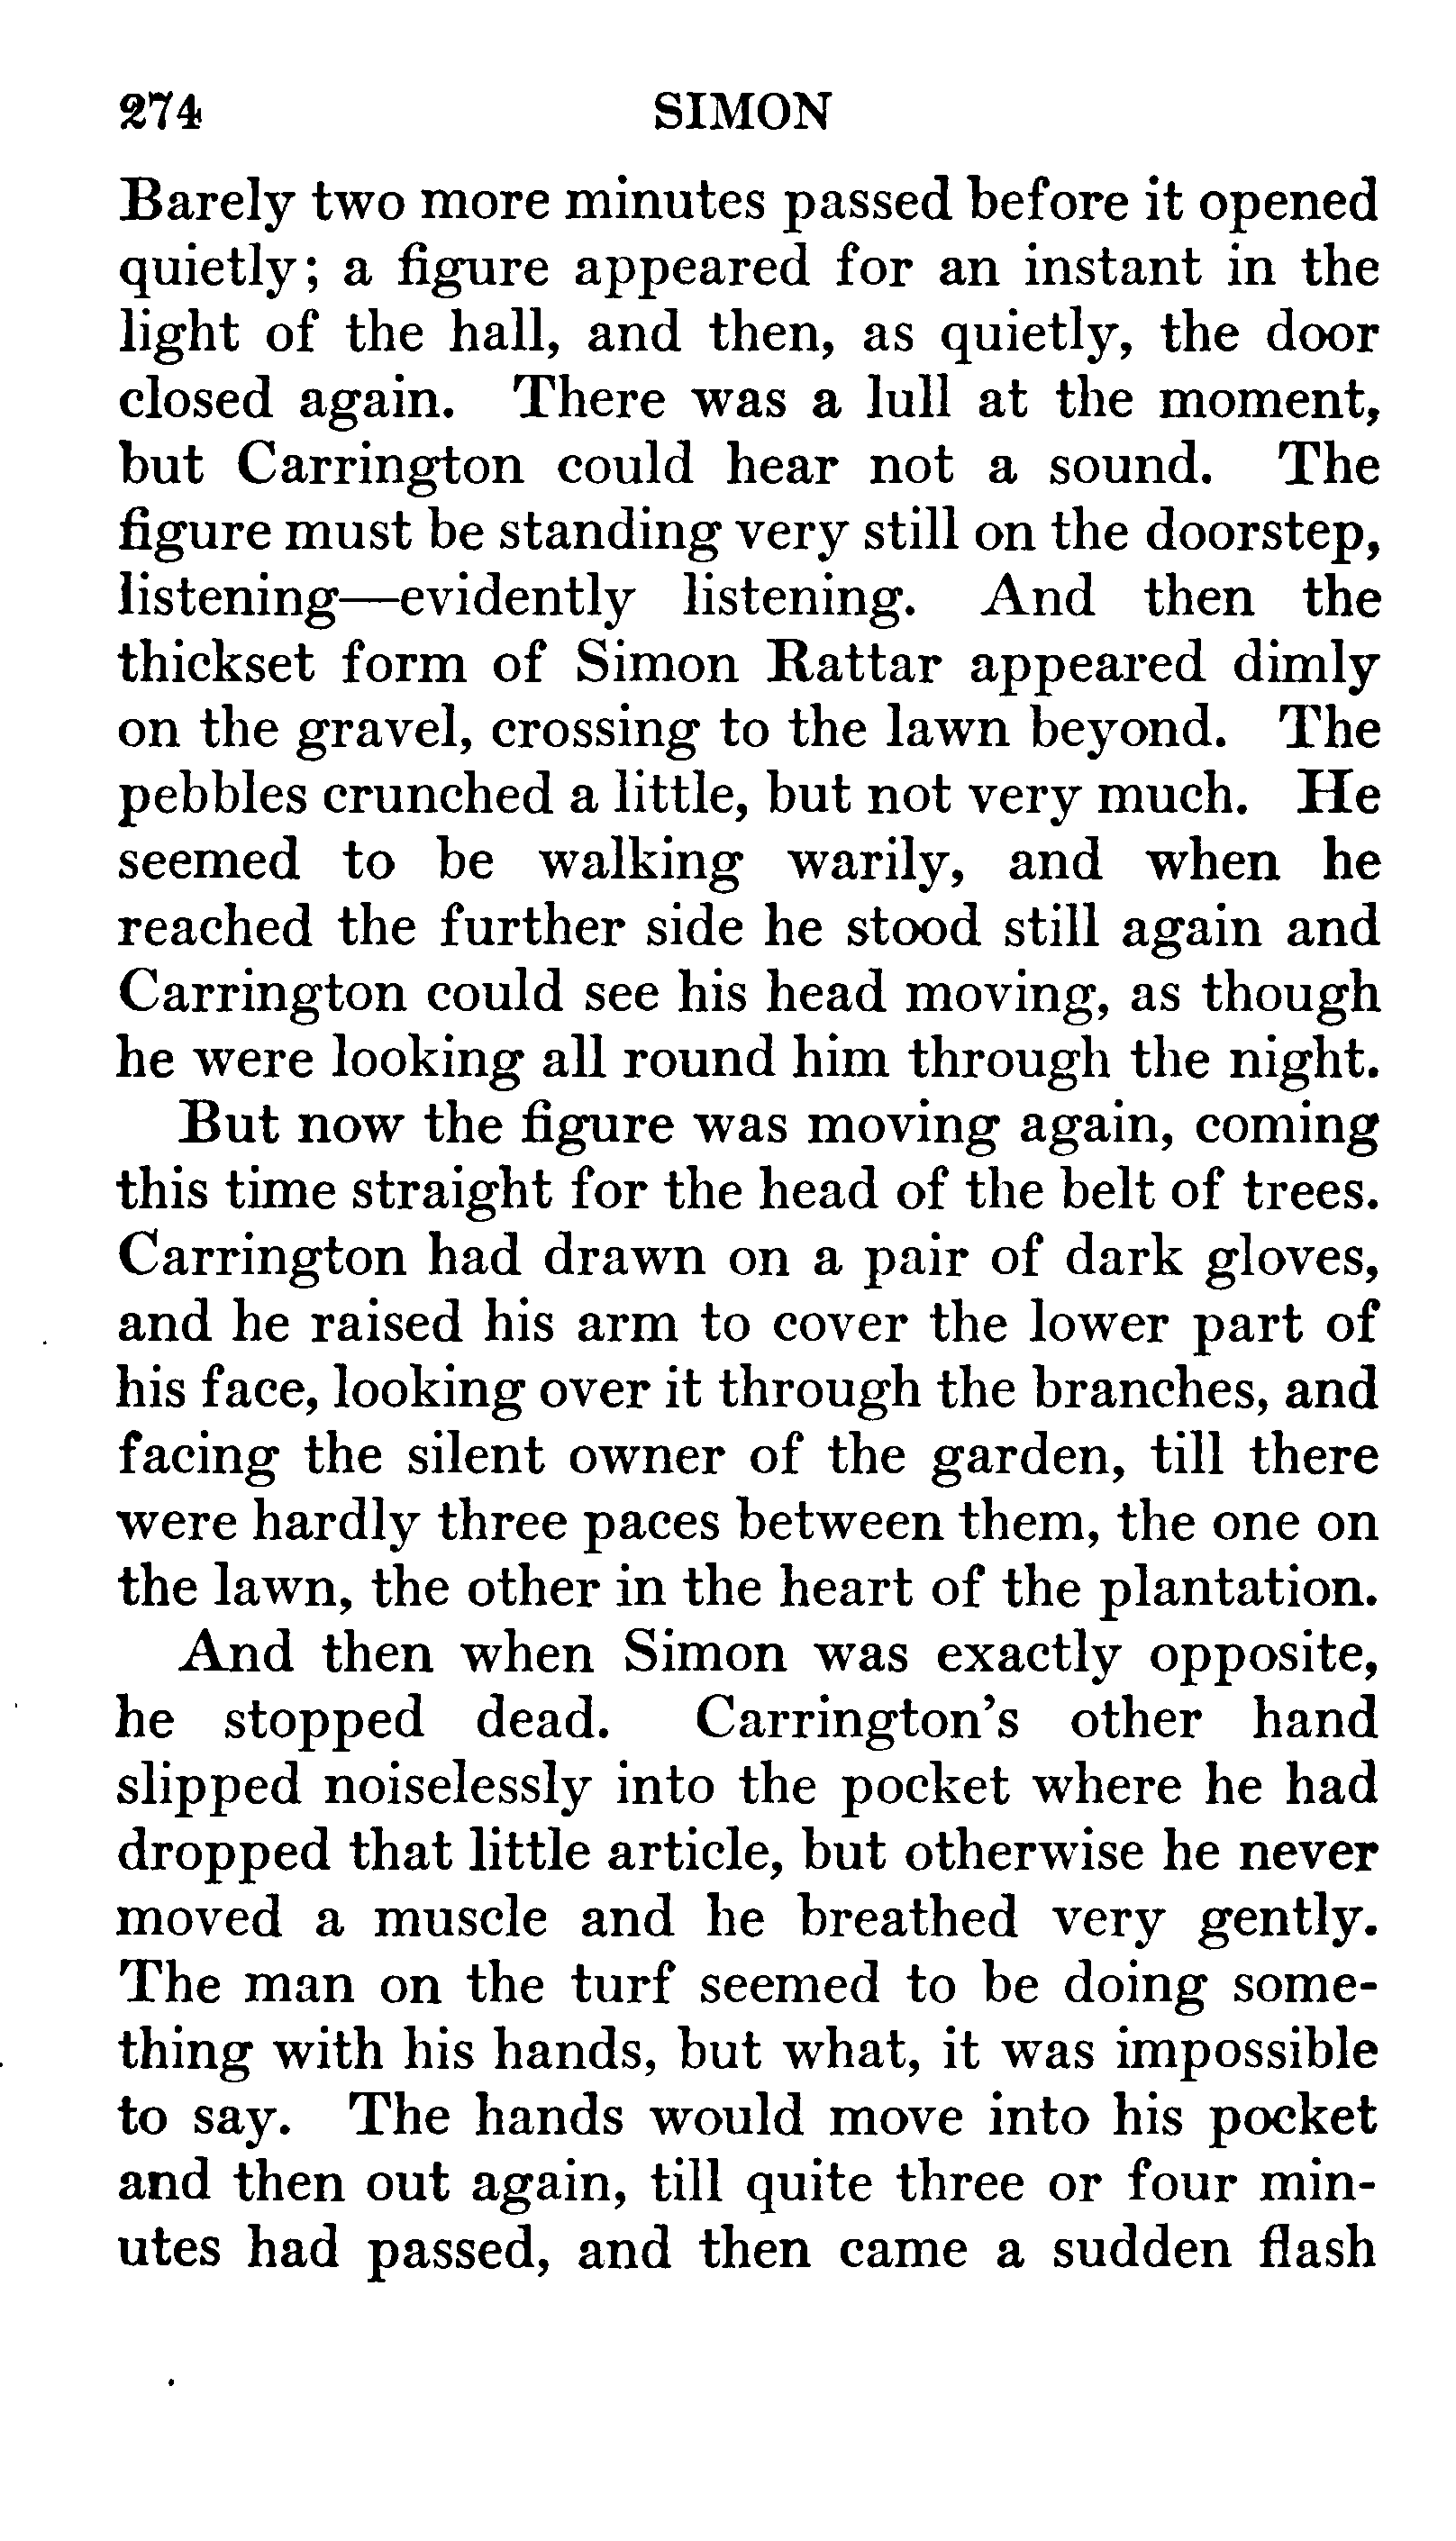 274 SIMON
Barely two more minutes passed before it opened
quietly; a figure appeared for an instant in the
light of the hall, and then, as quietly, the door
closed again. There was a lull at the moment,
but Carrington could hear not a sound. The
figure must be standing very still on the doorstep,
listening—evidently listening. And then the
thickset form of Simon Rattar appeared dimly
on the gravel, crossing to the lawn beyond. The
pebbles crunched a little, but not very much. He
seemed to be walking warily, and when he
reached the further side he stood still again and
Carrington could see his head moving, as though
he were looking all round him through the night.
But now the figure was moving again, coming
this time straight for the head of the belt of trees.
Carrington had drawn on a pair of dark gloves,
and he raised his arm to cover the lower part of
his face, looking over it through the branches, and
facing the silent owner of the garden, till there
were hardly three paces between them, the one on
the lawn, the other in the heart of the plantation.
And then when Simon was exactly opposite,
he stopped dead. Carrington's other hand
slipped noiselessly into the pocket where he had
dropped that little article, but otherwise he never
moved a muscle and he breathed very gently.
The man on the turf seemed to be doing some-
thing with his hands, but what, it was impossible
to say. The hands would move into his pocket
and then out again, till quite three or four min-
utes had passed, and then came a sudden flash